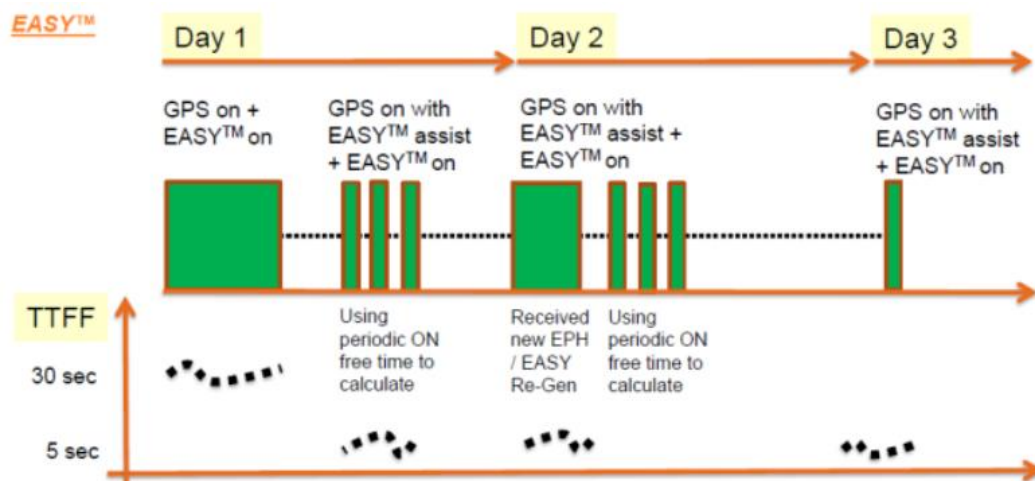 EASY™
Day 1
Day 2
Day 3
GPS on +
EASY™ on
GPS on with
EASY™ assist
+ EASY™ on
GPS on with
EASY™ assist +
EASY™ on
GPS on with
EASY™ assist
+ EASY™ on
TTFF
30 sec
5 sec
Using
periodic ON
free time to
calculate
Received
new EPH
/ EASY
Re-Gen
Using
periodic ON
free time to
calculate